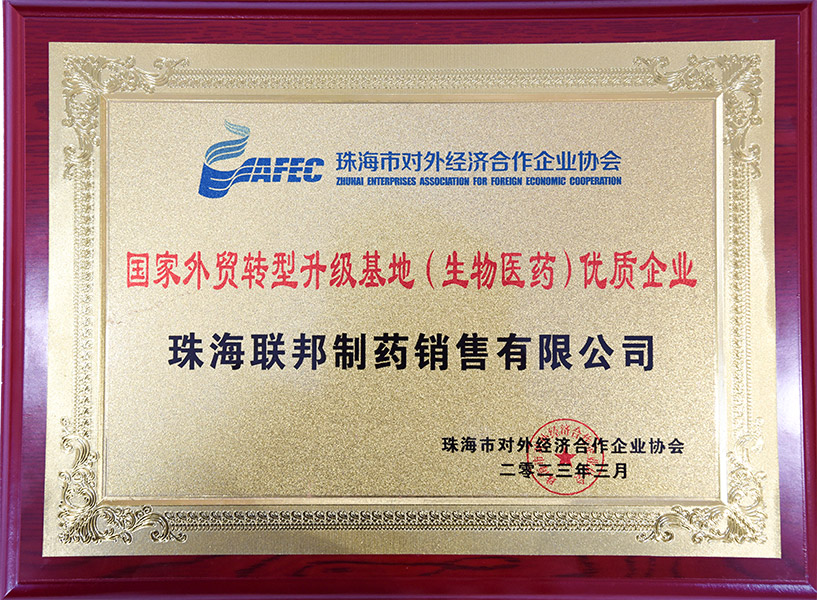 EAFEC 珠海市对外经济合作企业协会
ZHUHAI ENTERPRISES ASSOCIATION FOR FOREIGN ECONOMIC COOPERATION
国家外贸转型升级基地（生物医药）优质企业
珠海联邦制药销售有限公司
珠海市对外经济合作企业协会
二零二三年三月